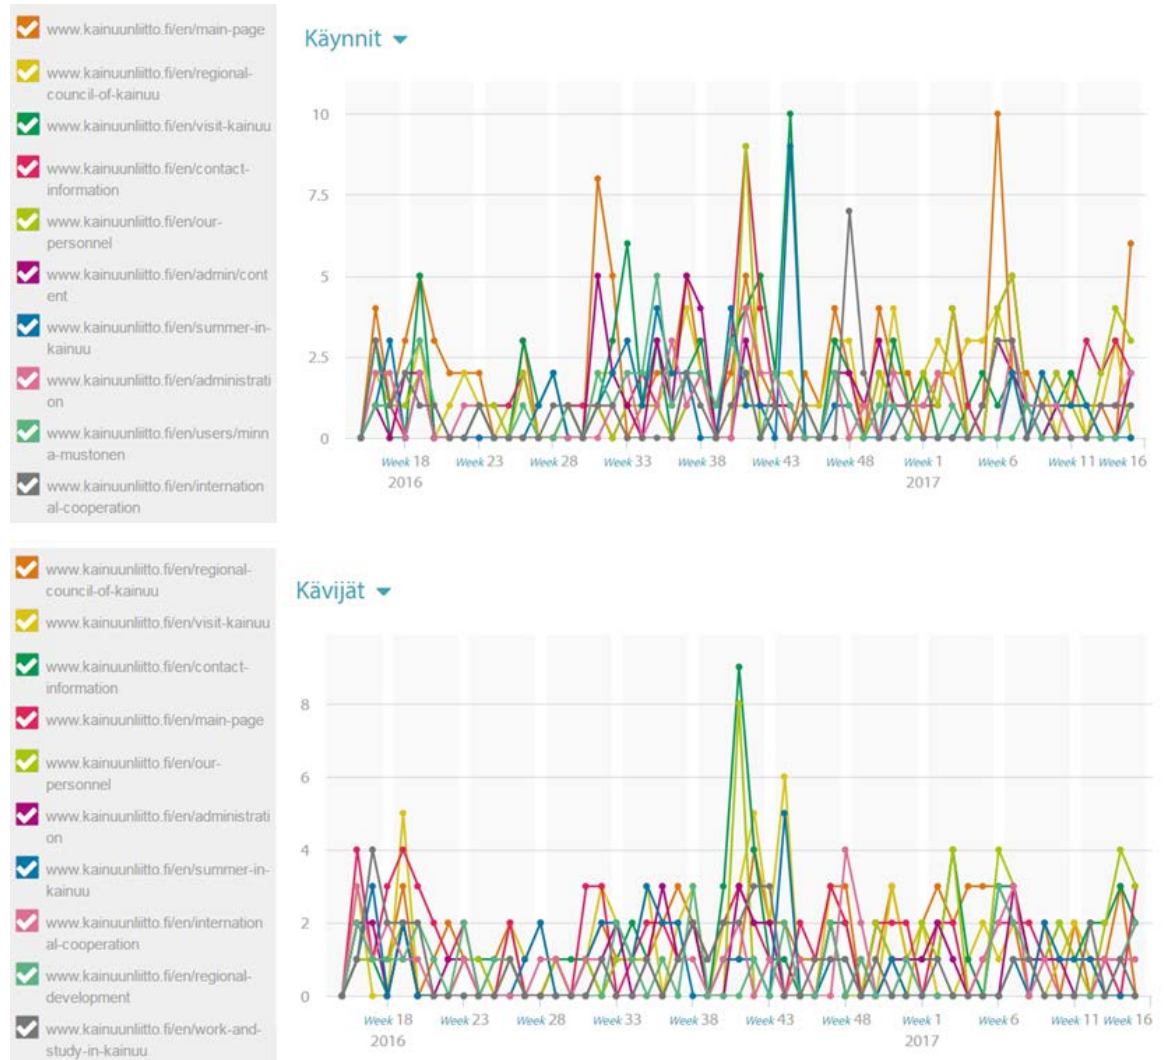 www.kainuunliitto.fi/en/main-page
www.kainuunliitto.fi/en/regional-
council-of-kainuu
www.kainuunliitto.fi/en/visit-kainuu
www.kainuunliitto.fi/en/contact-
information
www.kainuunliitto.fi/en/our-
personnel
www.kainuunliitto.fi/en/admin/cont
ent
www.kainuunliitto.fi/en/summer-in-
kainuu
www.kainuunliitto.fi/en/administrati
on
www.kainuunliitto.fi/en/users/minn
a-mustonen
www.kainuunliitto.fi/en/internation
al-cooperation
Käynnit
10
7.5
5
2.5
0
Week 18 Week 23 Week 28 Week 33 Week 38 Week 43 Week 48 Week 1 Week 6 Week 11 Week 16
2016 2017
www.kainuunliitto.fi/en/regional-
council-of-kainuu
www.kainuunliitto.fi/en/visit-kainuu
www.kainuunliitto.fi/en/contact-
information
www.kainuunliitto.fi/en/main-page
www.kainuunliitto.fi/en/our-
personnel
www.kainuunliitto.fi/en/administrati
on
www.kainuunliitto.fi/en/summer-in-
kainuu
www.kainuunliitto.fi/en/internation
al-cooperation
www.kainuunliitto.fi/en/regional-
development
www.kainuunliitto.fi/en/work-and-
study-in-kainuu
Kävijät
8
6
4
2
0
Week 18 Week 23 Week 28 Week 33 Week 38 Week 43 Week 48 Week 1 Week 6 Week 11 Week 16
2016 2017